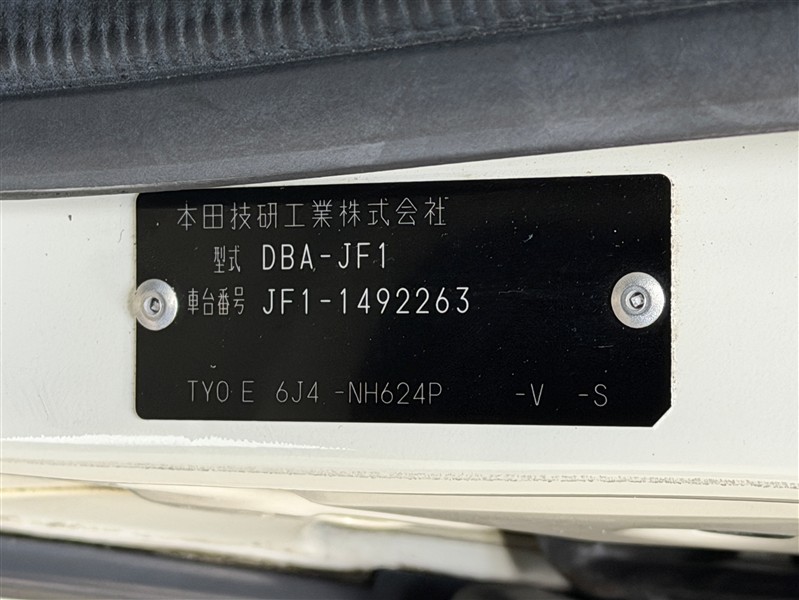 本田技研工業株式会社
型式 DBA-JF1
車台番号 JF1-1492263
TY0 E 6J4 -NH624P -V -S